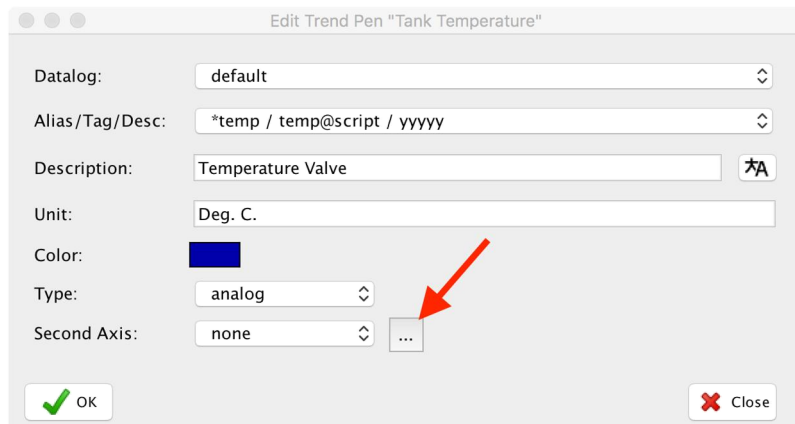 Edit Trend Pen "Tank Temperature"
Datalog: default
Alias/Tag/Desc: *temp / temp@script / yyyyy
Description: Temperature Valve
Unit: Deg. C.
Color:
Type: analog
Second Axis: none ...
OK Close